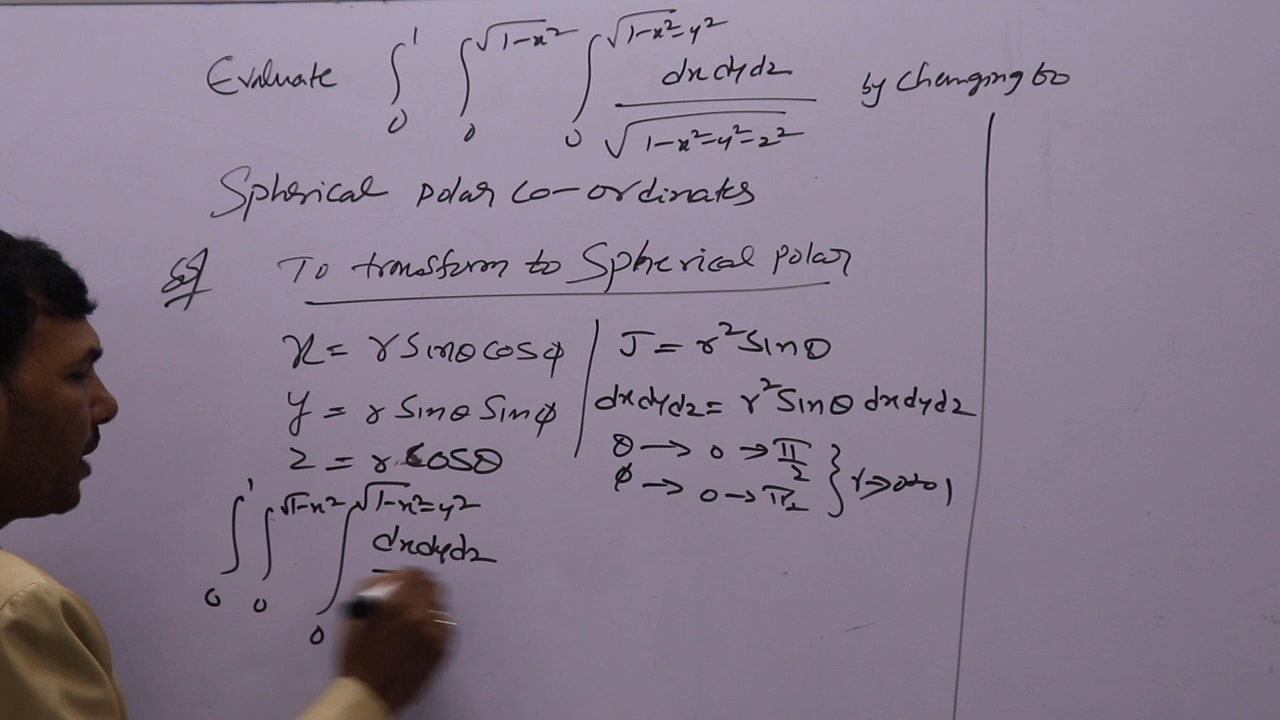 Evaluate ∫₀¹ ∫₀^√(1-x²) ∫₀^√(1-x²-y²) dxdydz / √(1-x²-y²-z²) by changing to
Spherical polar co-ordinates
To transform to Spherical polar
x = r sinθ cosφ
y = r sinθ sinφ
z = r cosθ
J = r² sinθ
dxdydz = r² sinθ dxdydz
θ → 0 → π/2
φ → 0 → π/2 } r → 0 to 1
∫₀¹ ∫₀^√(1-x²) ∫₀^√(1-x²-y²) dxdydz